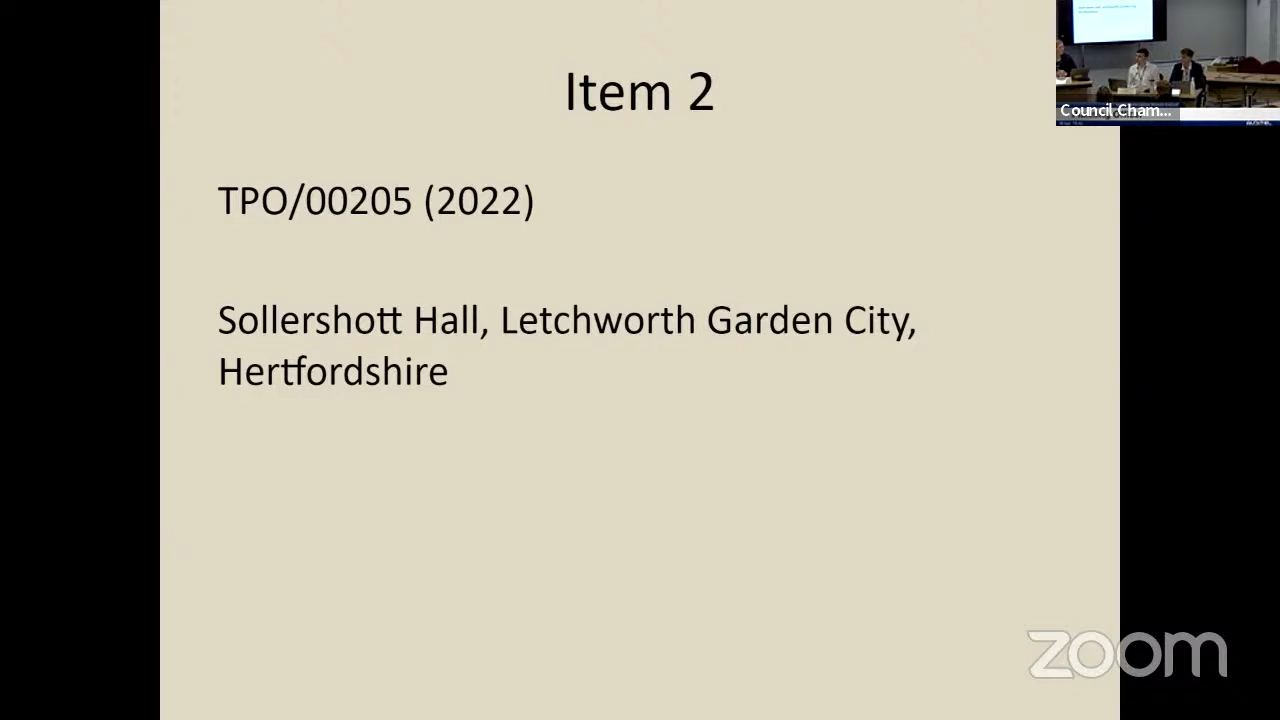 Item 2
Council Cham...
TPO/00205 (2022)
Sollershott Hall, Letchworth Garden City,
Hertfordshire
zoom